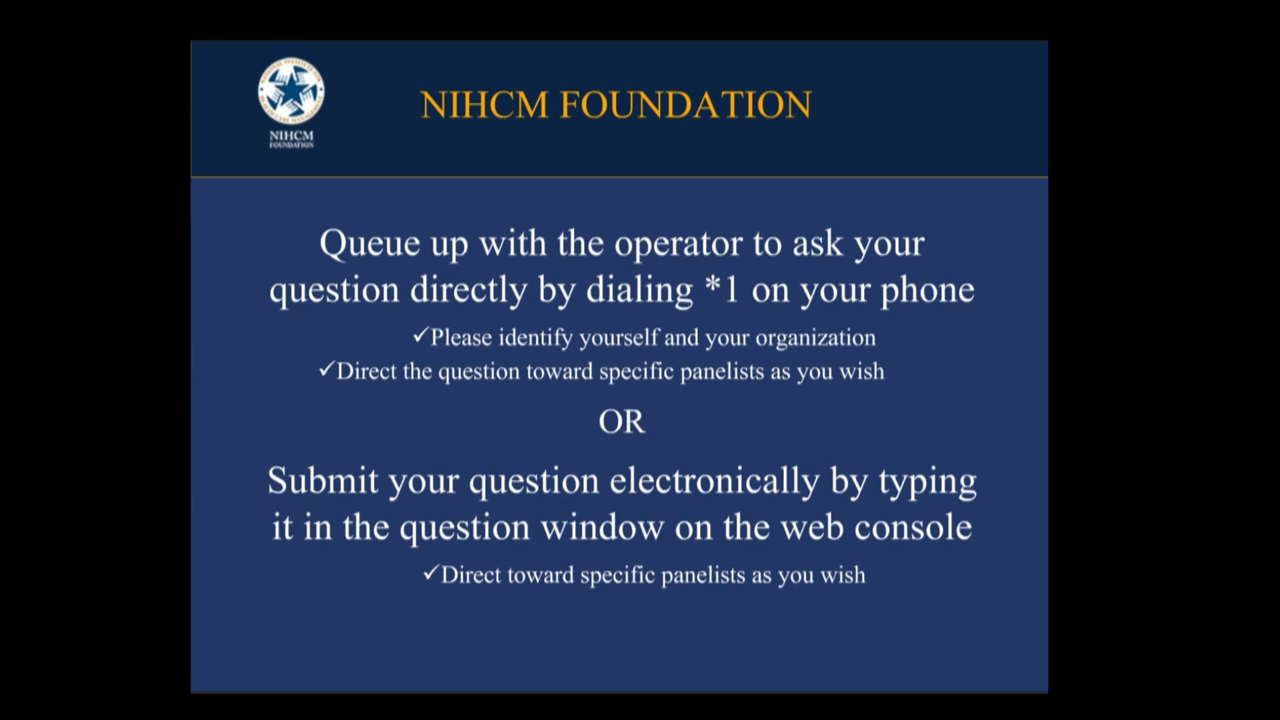 NIHCM
FOUNDATION
NIHCM FOUNDATION
Queue up with the operator to ask your
question directly by dialing *1 on your phone
✓Please identify yourself and your organization
✓Direct the question toward specific panelists as you wish
OR
Submit your question electronically by typing
it in the question window on the web console
✓Direct toward specific panelists as you wish